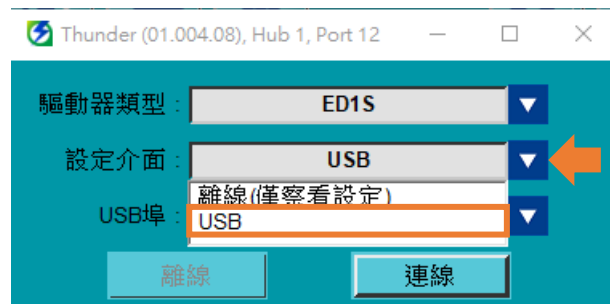 Thunder (01.004.08), Hub 1, Port 12
驅動器類型 : ED1S
設定介面 : USB
離線(僅察看設定)
USB埠 : USB
離線 連線